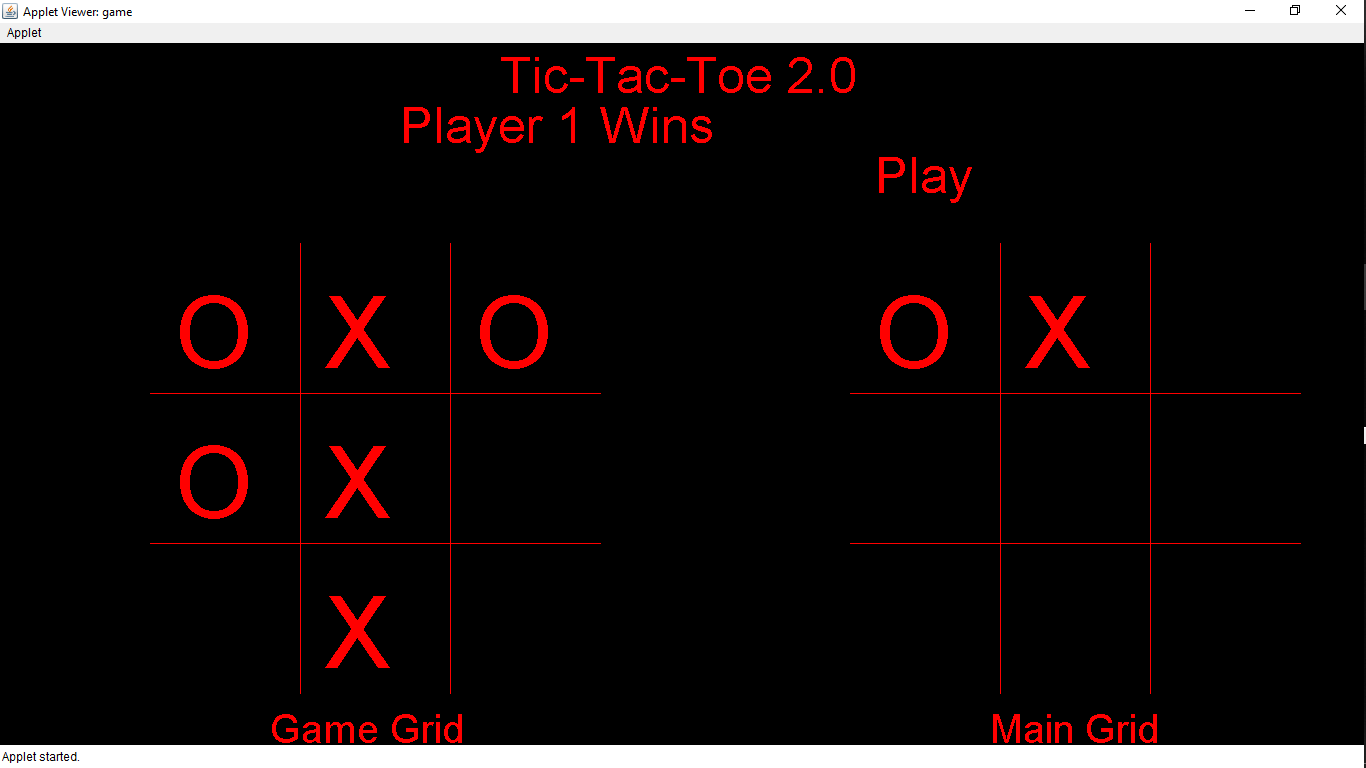 Applet Viewer: game
Applet
Tic-Tac-Toe 2.0
Player 1 Wins
Play
O X O
O X
X
O X
Game Grid
Main Grid
Applet started.